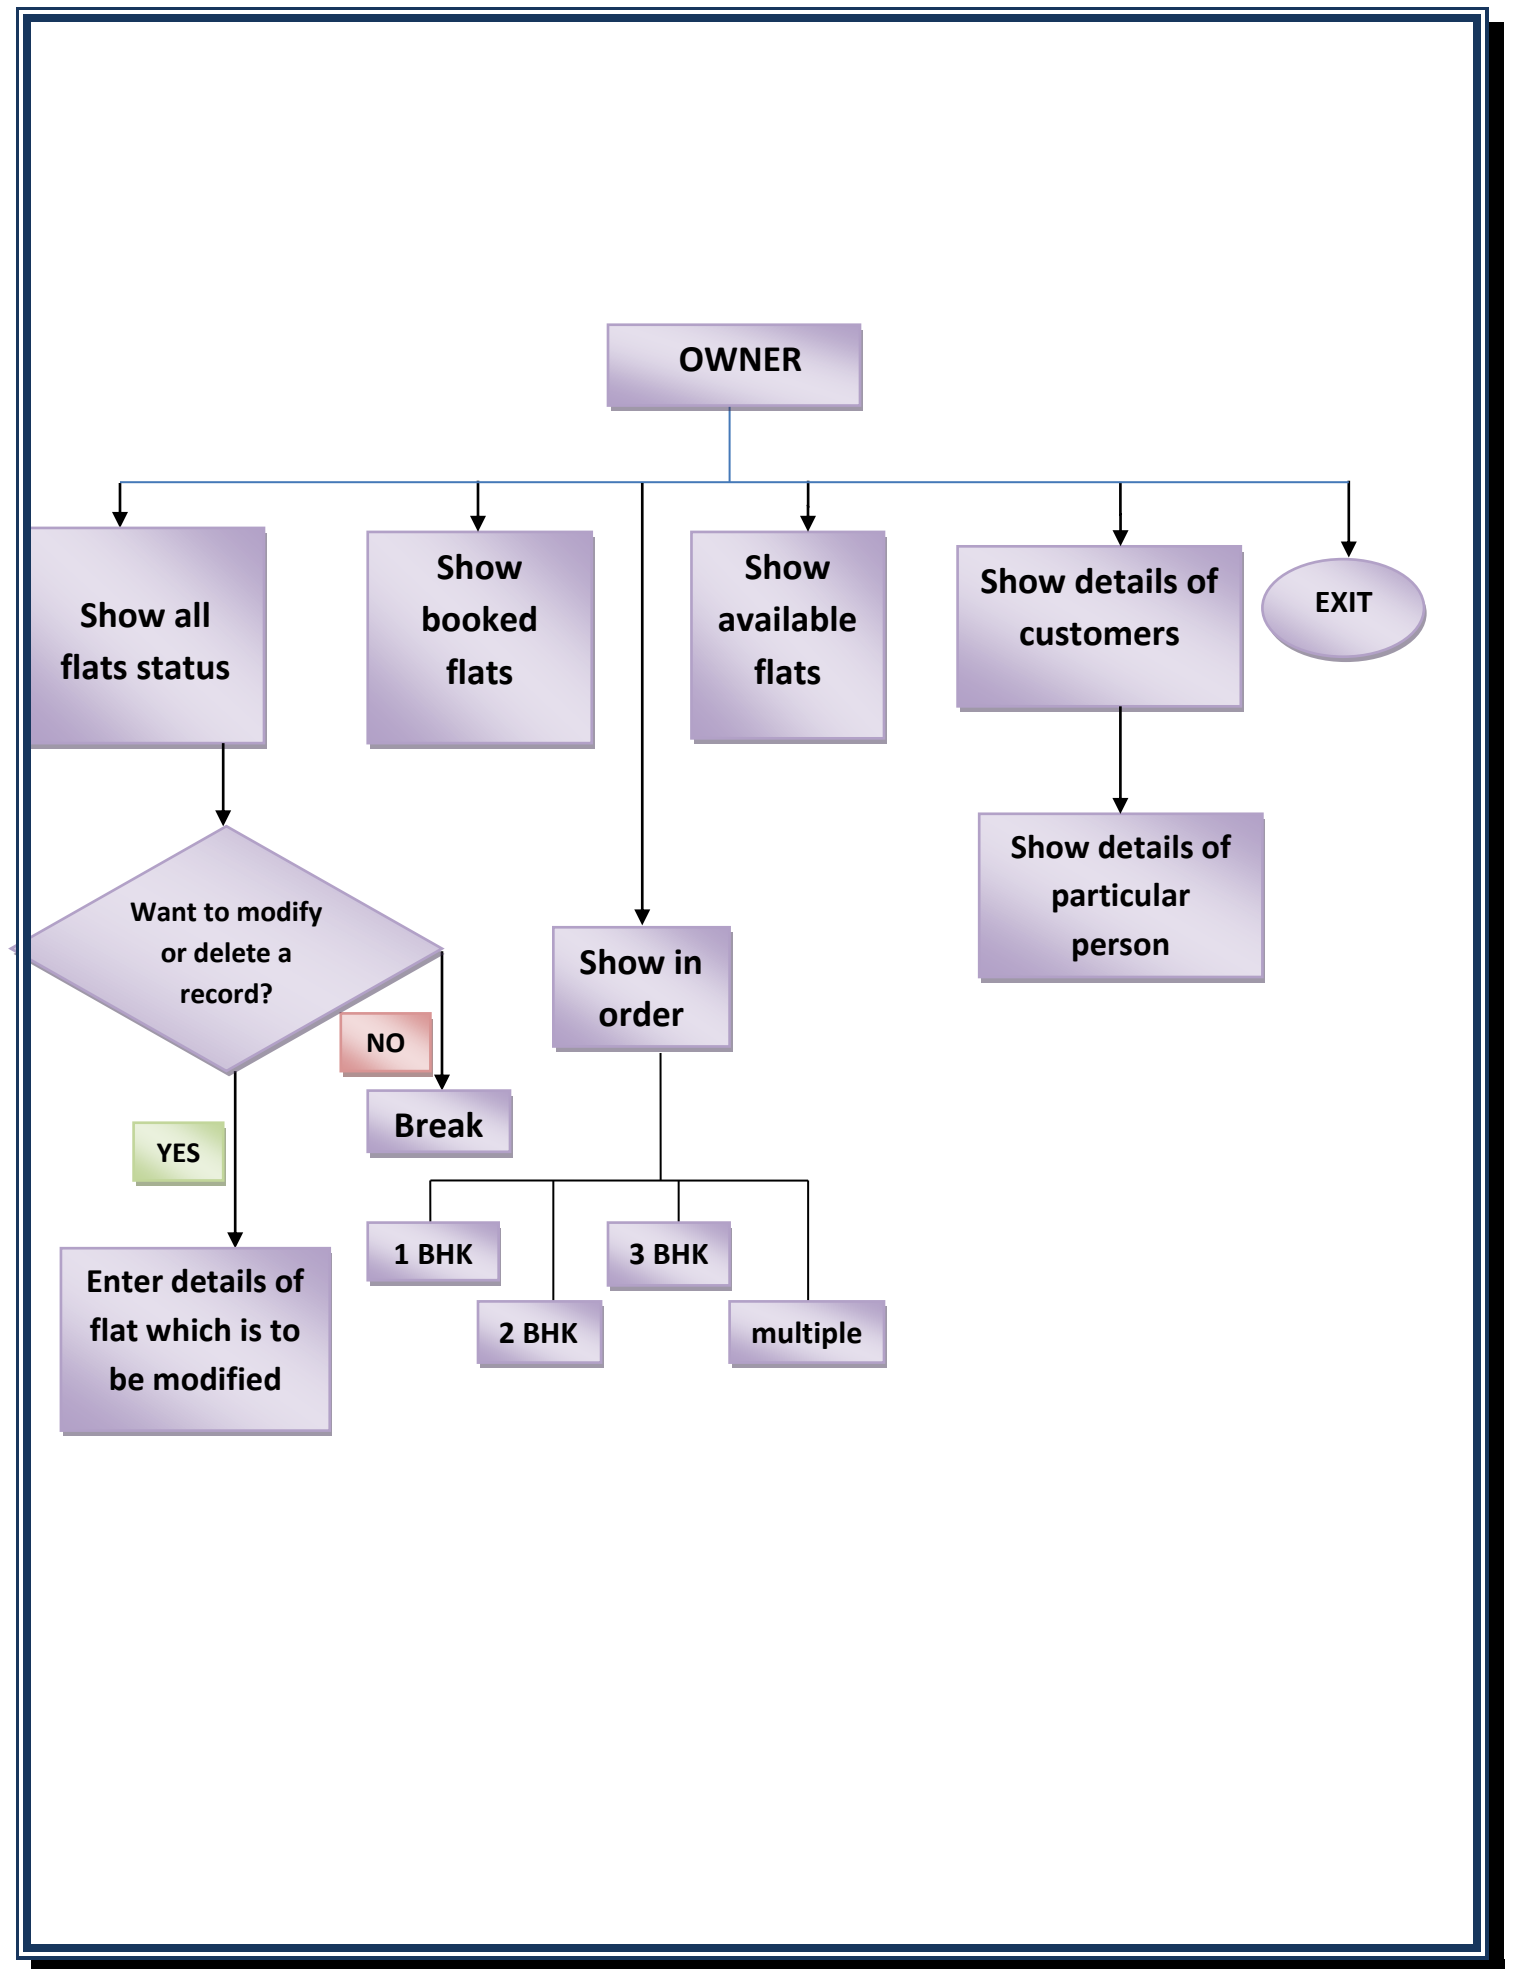 OWNER
Show all
flats status
Show
booked
flats
Show
available
flats
Show details of
customers
EXIT
Want to modify
or delete a
record?
Show details of
particular
person
Show in
order
NO
Break
YES
1 BHK
3 BHK
2 BHK
multiple
Enter details of
flat which is to
be modified